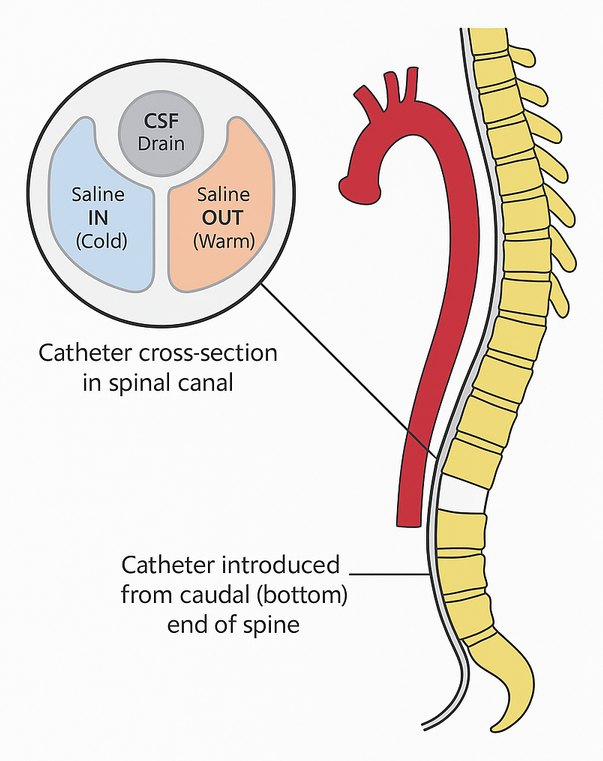 CSF
Drain
Saline
IN
(Cold)
Saline
OUT
(Warm)
Catheter cross-section
in spinal canal
Catheter introduced
from caudal (bottom)
end of spine